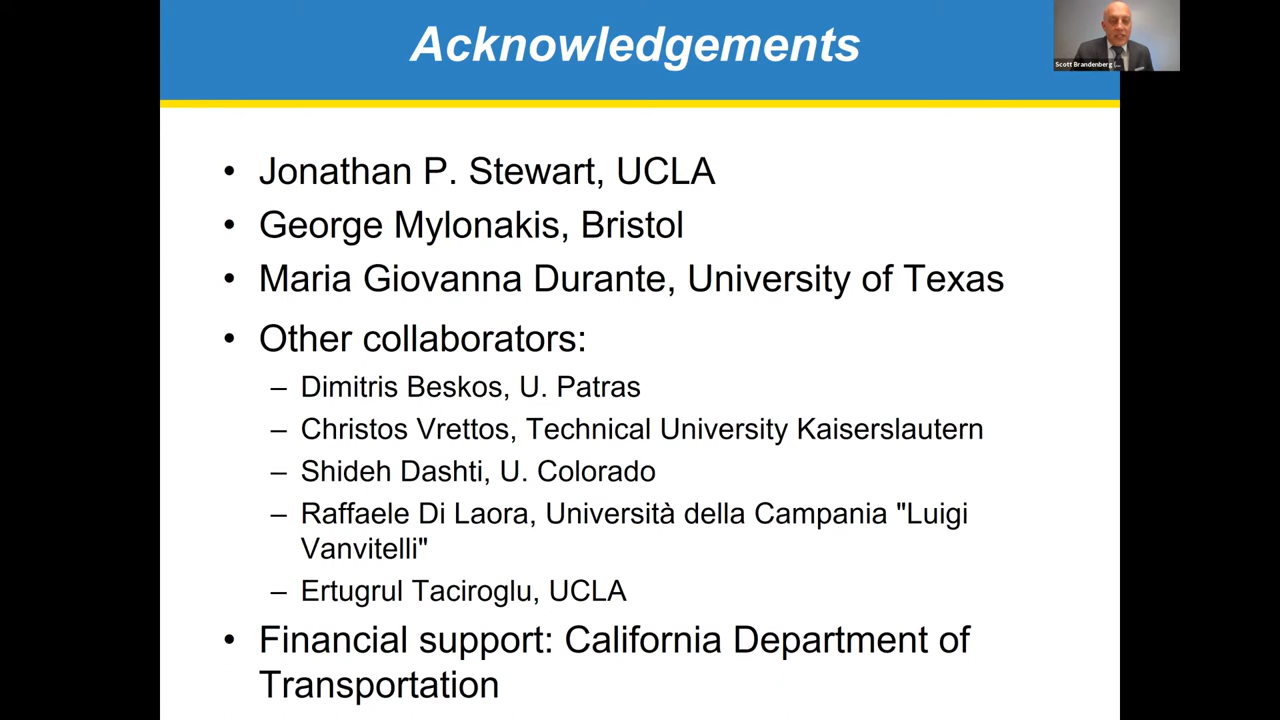 Acknowledgements
Scott Brandenberg (...
• Jonathan P. Stewart, UCLA
• George Mylonakis, Bristol
• Maria Giovanna Durante, University of Texas
• Other collaborators:
– Dimitris Beskos, U. Patras
– Christos Vrettos, Technical University Kaiserslautern
– Shideh Dashti, U. Colorado
– Raffaele Di Laora, Università della Campania "Luigi
Vanvitelli"
– Ertugrul Taciroglu, UCLA
• Financial support: California Department of
Transportation